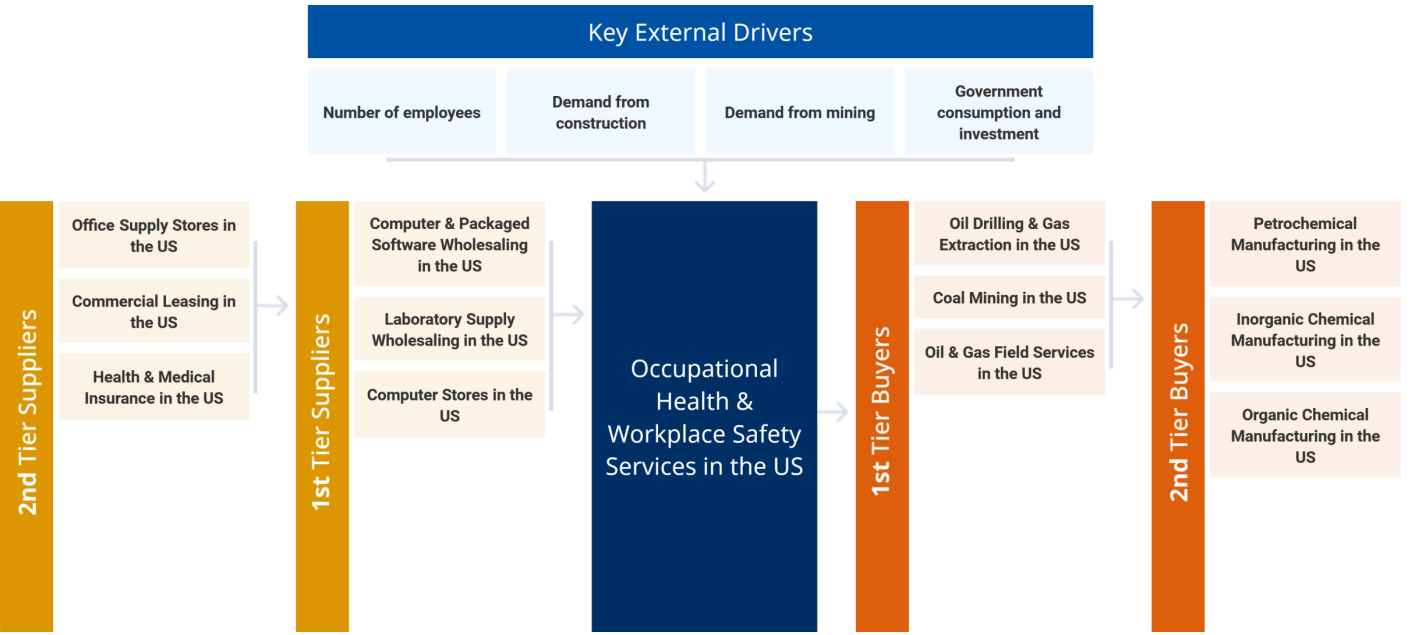 Key External Drivers
Number of employees
Demand from
construction
Demand from mining
Government
consumption and
investment
2nd Tier Suppliers
Office Supply Stores in
the US
Commercial Leasing in
the US
Health & Medical
Insurance in the US
1st Tier Suppliers
Computer & Packaged
Software Wholesaling
in the US
Laboratory Supply
Wholesaling in the US
Computer Stores in the
US
Occupational
Health &
Workplace Safety
Services in the US
1st Tier Buyers
Oil Drilling & Gas
Extraction in the US
Coal Mining in the US
Oil & Gas Field Services
in the US
2nd Tier Buyers
Petrochemical
Manufacturing in the
US
Inorganic Chemical
Manufacturing in the
US
Organic Chemical
Manufacturing in the
US